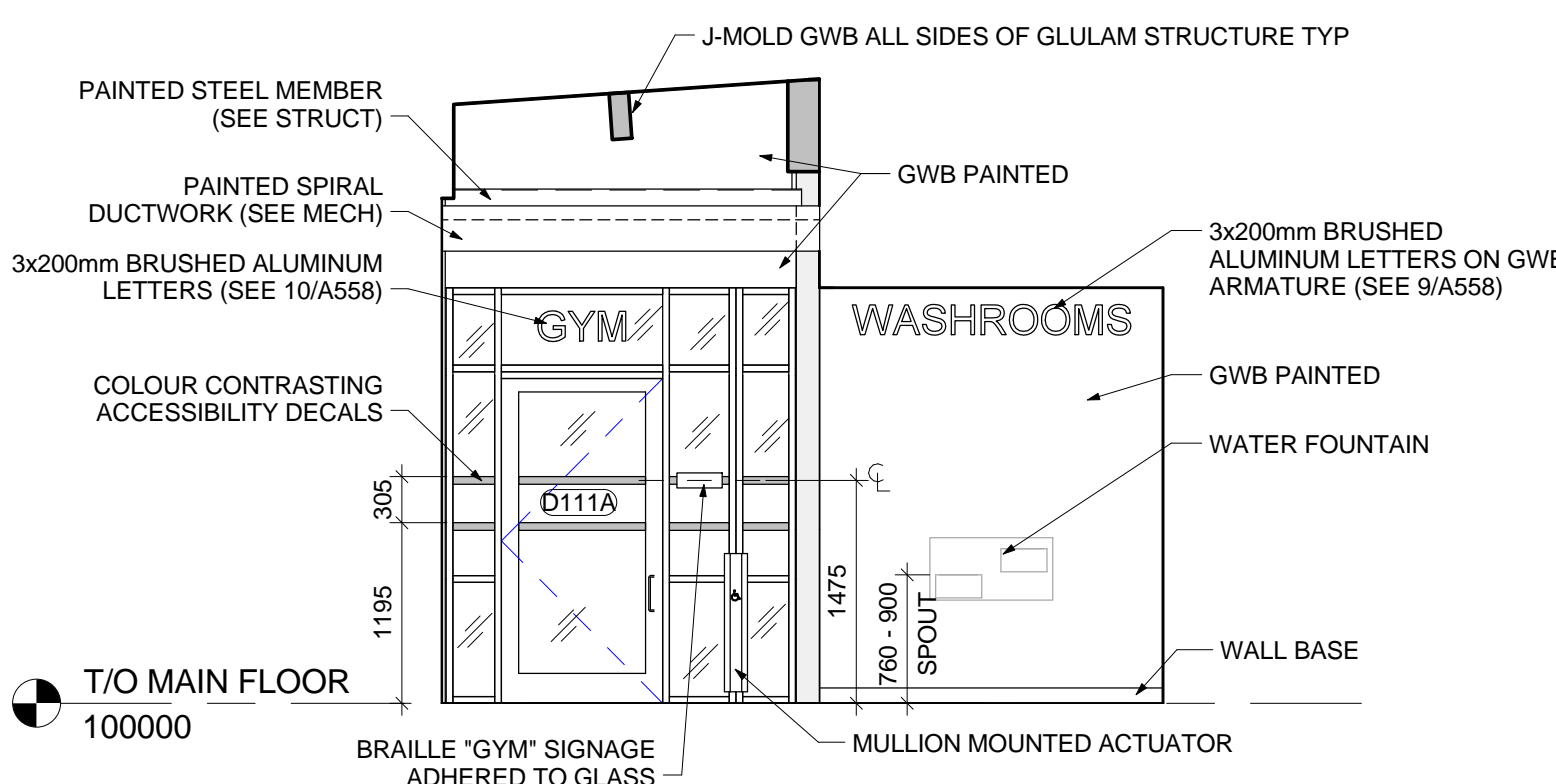 J-MOLD GWB ALL SIDES OF GLULAM STRUCTURE TYP
PAINTED STEEL MEMBER
(SEE STRUCT)
PAINTED SPIRAL
DUCTWORK (SEE MECH)
GWB PAINTED
3x200mm BRUSHED ALUMINUM
LETTERS (SEE 10/A558)
3x200mm BRUSHED
ALUMINUM LETTERS ON GWB
ARMATURE (SEE 9/A558)
GYM
WASHROOMS
COLOUR CONTRASTING
ACCESSIBILITY DECALS
GWB PAINTED
WATER FOUNTAIN
CL
305
D111A
1195
1475
760 - 900
SPOUT
WALL BASE
T/O MAIN FLOOR
100000
BRAILLE "GYM" SIGNAGE
ADHERED TO GLASS
MULLION MOUNTED ACTUATOR